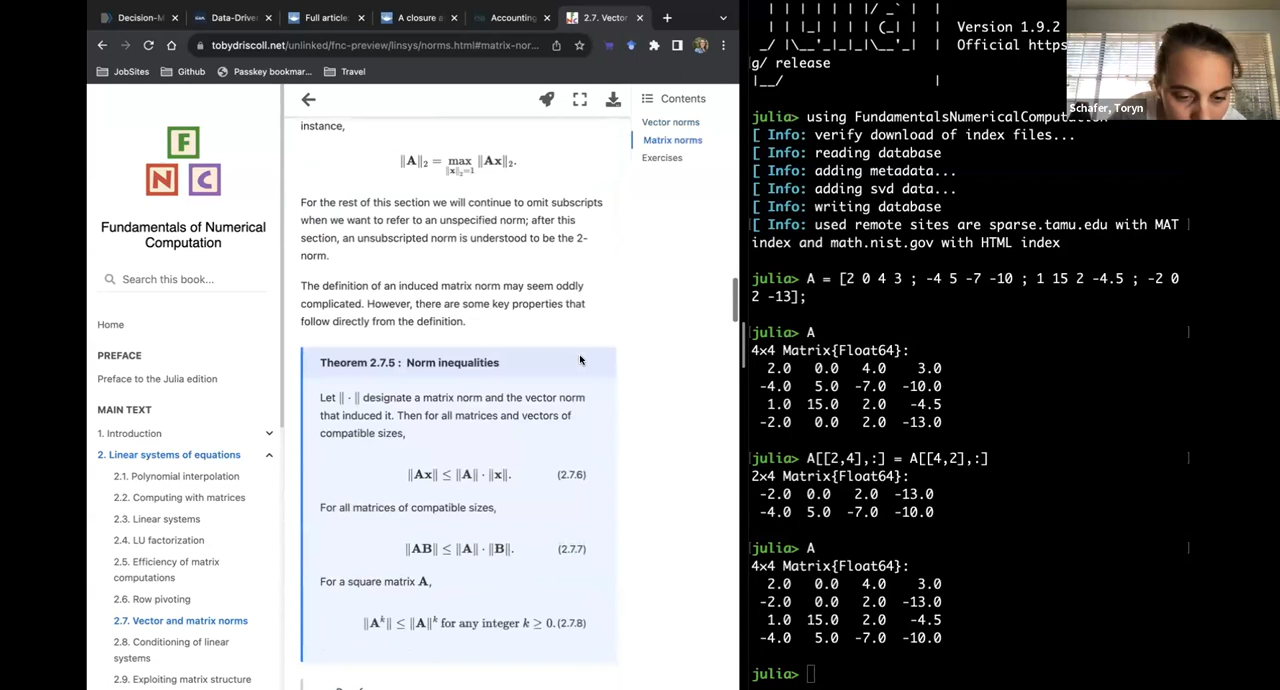 Decision-M
Data-Driver
Full article
A closure a
Accounting
2.7. Vector
tobydriscoll.net/unlinked/fnc-preview/linsys/norms.html#matrix-nor...
JobSites
Github
Passkey bookmar...
Travel
F
N C
Fundamentals of Numerical
Computation
Search this book...
Home
PREFACE
Preface to the Julia edition
MAIN TEXT
1. Introduction
2. Linear systems of equations
2.1. Polynomial interpolation
2.2. Computing with matrices
2.3. Linear systems
2.4. LU factorization
2.5. Efficiency of matrix
computations
2.6. Row pivoting
2.7. Vector and matrix norms
2.8. Conditioning of linear
systems
2.9. Exploiting matrix structure
instance,
‖A‖₂ = max ‖Ax‖₂.
‖x‖₂=1
For the rest of this section we will continue to omit subscripts
when we want to refer to an unspecified norm; after this
section, an unsubscripted norm is understood to be the 2-
norm.
The definition of an induced matrix norm may seem oddly
complicated. However, there are some key properties that
follow directly from the definition.
Theorem 2.7.5 : Norm inequalities
Let ‖ · ‖ designate a matrix norm and the vector norm
that induced it. Then for all matrices and vectors of
compatible sizes,
‖Ax‖ ≤ ‖A‖ · ‖x‖. (2.7.6)
For all matrices of compatible sizes,
‖AB‖ ≤ ‖A‖ · ‖B‖. (2.7.7)
For a square matrix A,
‖Aᵏ‖ ≤ ‖A‖ᵏ for any integer k ≥ 0. (2.7.8)
Contents
Vector norms
Matrix norms
Exercises
| | | | | | |/ _` | |
| | |_| | | | (_| | | Version 1.9.2
_/ |\__'_|_|_|\__'_| | Official https
g/ release
|__/ |
Schafer, Toryn
julia> using FundamentalsNumericalComputation
[ Info: verify download of index files...
[ Info: reading database
[ Info: adding metadata...
[ Info: adding svd data...
[ Info: writing database
[ Info: used remote sites are sparse.tamu.edu with MAT
index and math.nist.gov with HTML index
julia> A = [2 0 4 3 ; -4 5 -7 -10 ; 1 15 2 -4.5 ; -2 0
2 -13];
julia> A
4×4 Matrix{Float64}:
2.0 0.0 4.0 3.0
-4.0 5.0 -7.0 -10.0
1.0 15.0 2.0 -4.5
-2.0 0.0 2.0 -13.0
julia> A[[2,4],:] = A[[4,2],:]
2×4 Matrix{Float64}:
-2.0 0.0 2.0 -13.0
-4.0 5.0 -7.0 -10.0
julia> A
4×4 Matrix{Float64}:
2.0 0.0 4.0 3.0
-2.0 0.0 2.0 -13.0
1.0 15.0 2.0 -4.5
-4.0 5.0 -7.0 -10.0
julia>